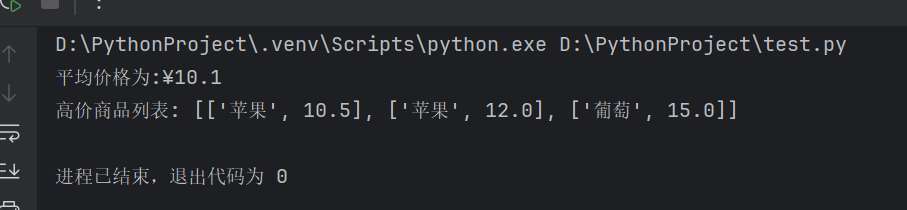 D:\PythonProject\.venv\Scripts\python.exe D:\PythonProject\test.py
平均价格为:¥10.1
高价商品列表: [['苹果', 10.5], ['苹果', 12.0], ['葡萄', 15.0]]
进程已结束，退出代码为 0